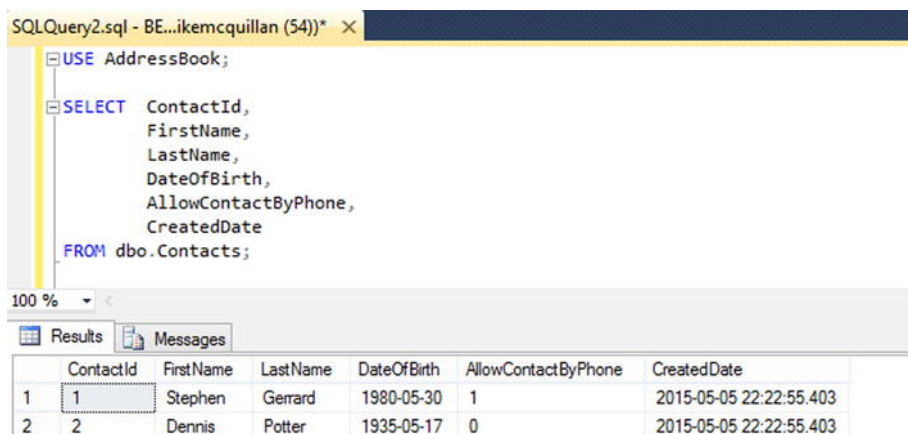 SQLQuery2.sql - BE...ikemcquillan (54))*
USE AddressBook;
SELECT ContactId,
FirstName,
LastName,
DateOfBirth,
AllowContactByPhone,
CreatedDate
FROM dbo.Contacts;
100 %
Results Messages
ContactId FirstName LastName DateOfBirth AllowContactByPhone CreatedDate
1 1 Stephen Gerrard 1980-05-30 1 2015-05-05 22:22:55.403
2 2 Dennis Potter 1935-05-17 0 2015-05-05 22:22:55.403